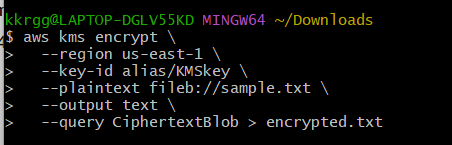 kkrgg@LAPTOP-DGLV55KD MINGW64 ~/Downloads
$ aws kms encrypt \
>   --region us-east-1 \
>   --key-id alias/KMSkey \
>   --plaintext fileb://sample.txt \
>   --output text \
>   --query CiphertextBlob > encrypted.txt